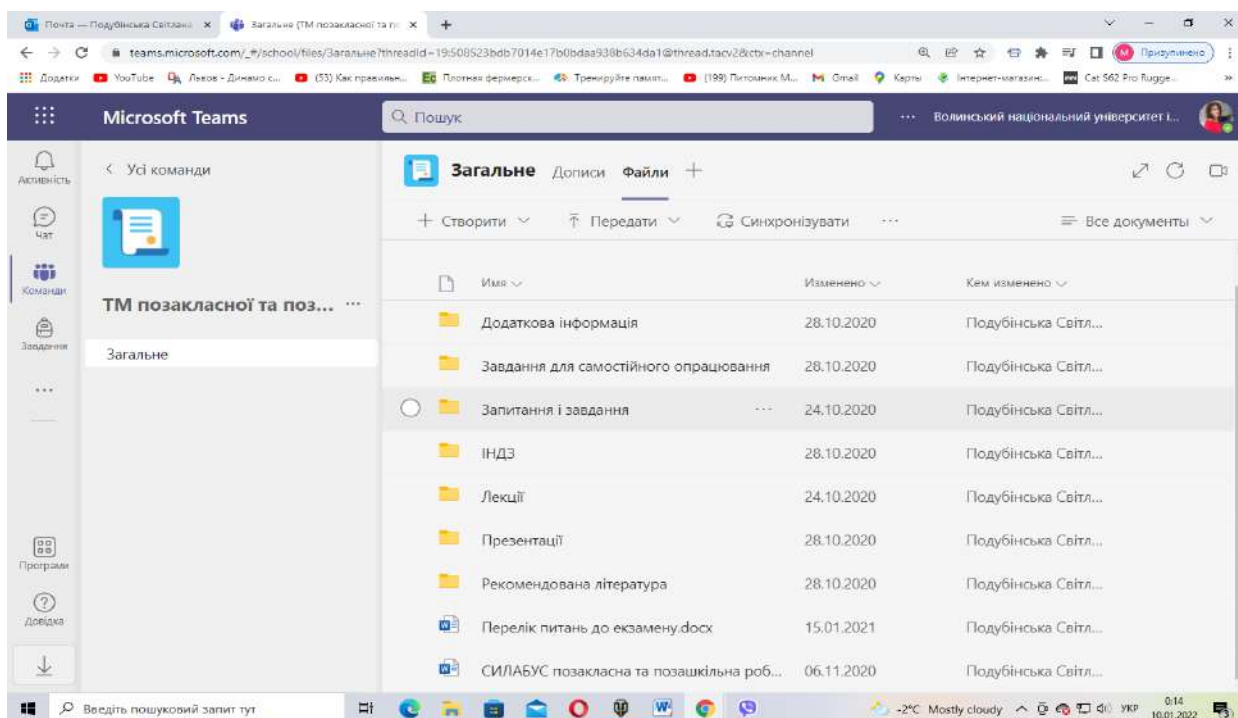 Почта — Подубінська Світлана
Загальне (ТМ позакласної та по
teams.microsoft.com/_#/school/files/Загальне?threadId=19:508523bdb7014e17b0bdaa938b634da1@thread.tacv2&ctx=channel
Призупинено
Додатки
YouTube
Львов - Динамо с...
(53) Как правильн...
Плотная фермерск...
Тренируйте памят...
(199) Питомник М...
Gmail
Карты
Інтернет-магазин:...
Cat S62 Pro Rugge...
Microsoft Teams
Пошук
Волинський національний університет і...
Активність
Чат
Команди
Завдання
Програми
Довідка
Усі команди
ТМ позакласної та поз... ...
Загальне
Загальне Дописи Файли
Створити Передати Синхронізувати ... Все документы
Имя Изменено Кем изменено
Додаткова інформація 28.10.2020 Подубінська Світл...
Завдання для самостійного опрацювання 28.10.2020 Подубінська Світл...
Запитання і завдання ... 24.10.2020 Подубінська Світл...
ІНДЗ 28.10.2020 Подубінська Світл...
Лекції 24.10.2020 Подубінська Світл...
Презентації 28.10.2020 Подубінська Світл...
Рекомендована література 28.10.2020 Подубінська Світл...
Перелік питань до екзамену.docx 15.01.2021 Подубінська Світл...
СИЛАБУС позакласна та позашкільна роб... 06.11.2020 Подубінська Світл...
Введіть пошуковий запит тут
-2°C Mostly cloudy
УКР
0:14
10.01.2022